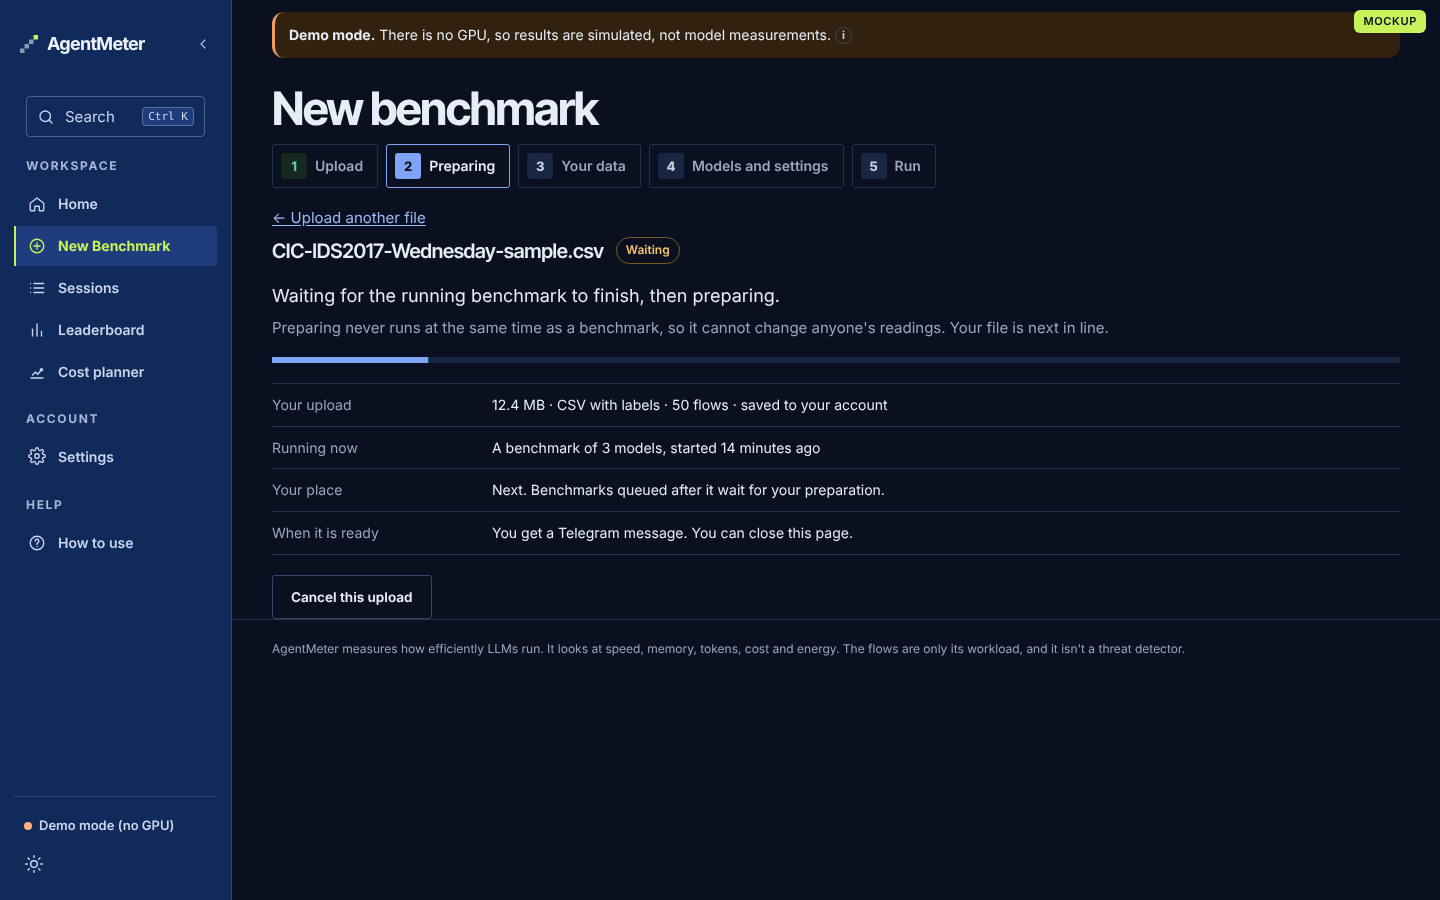 AgentMeter
Search
Ctrl K
WORKSPACE
Home
New Benchmark
Sessions
Leaderboard
Cost planner
ACCOUNT
Settings
HELP
How to use
Demo mode (no GPU)
MOCKUP
Demo mode. There is no GPU, so results are simulated, not model measurements. i
New benchmark
1 Upload
2 Preparing
3 Your data
4 Models and settings
5 Run
← Upload another file
CIC-IDS2017-Wednesday-sample.csv Waiting
Waiting for the running benchmark to finish, then preparing.
Preparing never runs at the same time as a benchmark, so it cannot change anyone's readings. Your file is next in line.
Your upload 12.4 MB · CSV with labels · 50 flows · saved to your account
Running now A benchmark of 3 models, started 14 minutes ago
Your place Next. Benchmarks queued after it wait for your preparation.
When it is ready You get a Telegram message. You can close this page.
Cancel this upload
AgentMeter measures how efficiently LLMs run. It looks at speed, memory, tokens, cost and energy. The flows are only its workload, and it isn't a threat detector.